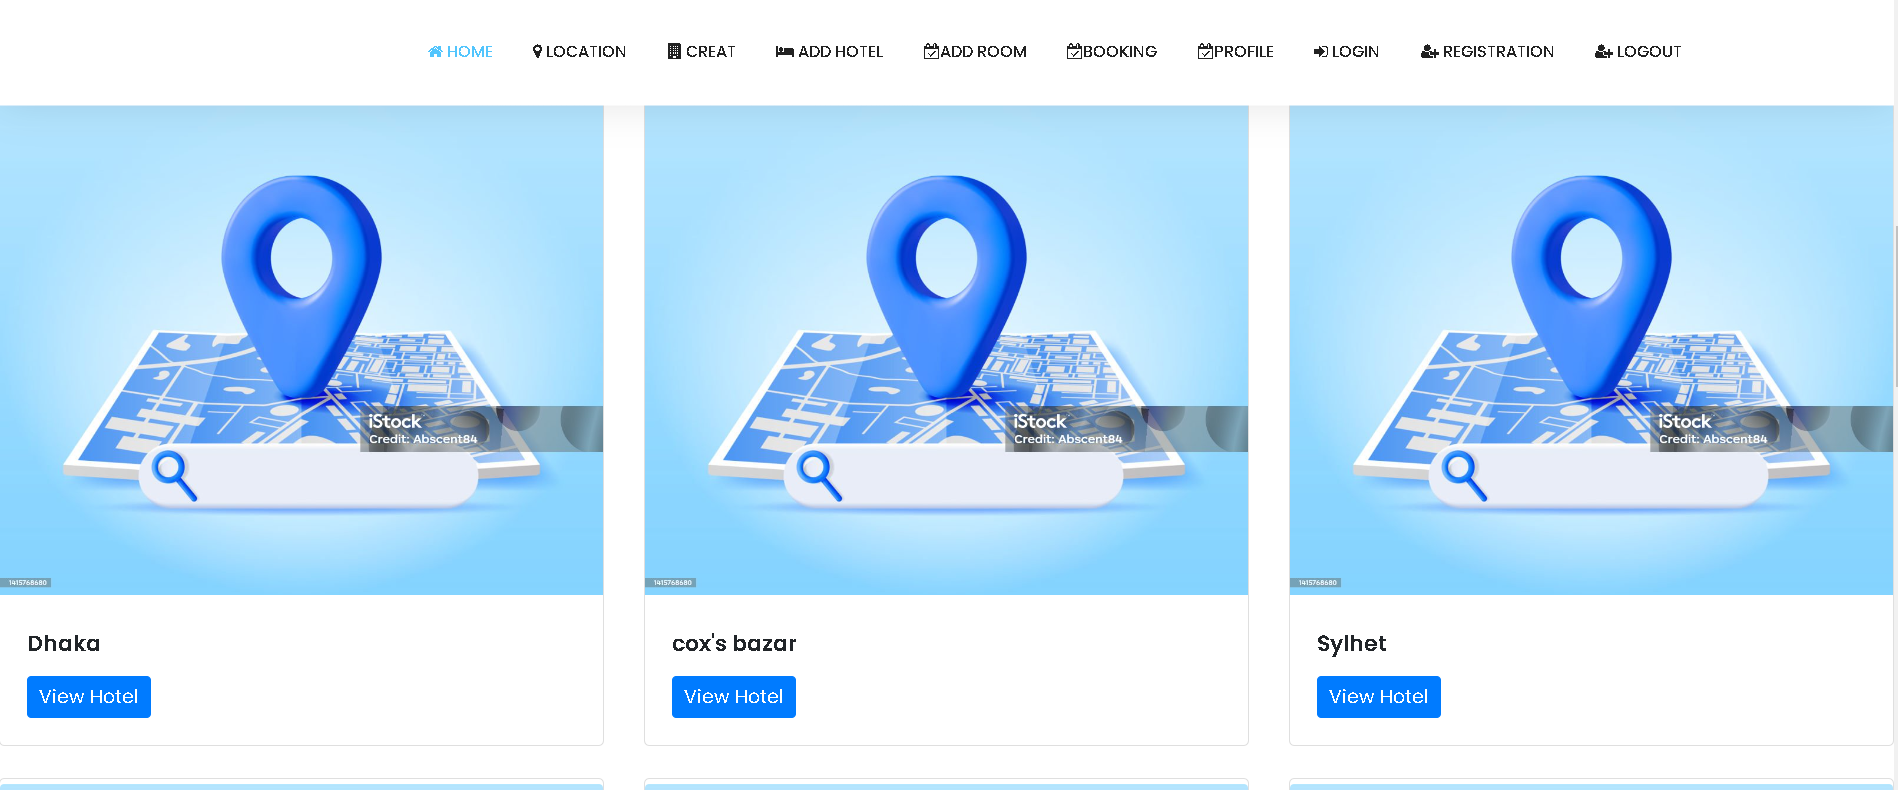 HOME LOCATION CREAT ADD HOTEL ADD ROOM BOOKING PROFILE LOGIN REGISTRATION LOGOUT
iStock iStock iStock
Credit: Abscent84 Credit: Abscent84 Credit: Abscent84
1415768680 1415768680 1415768680
Dhaka cox's bazar Sylhet
View Hotel View Hotel View Hotel